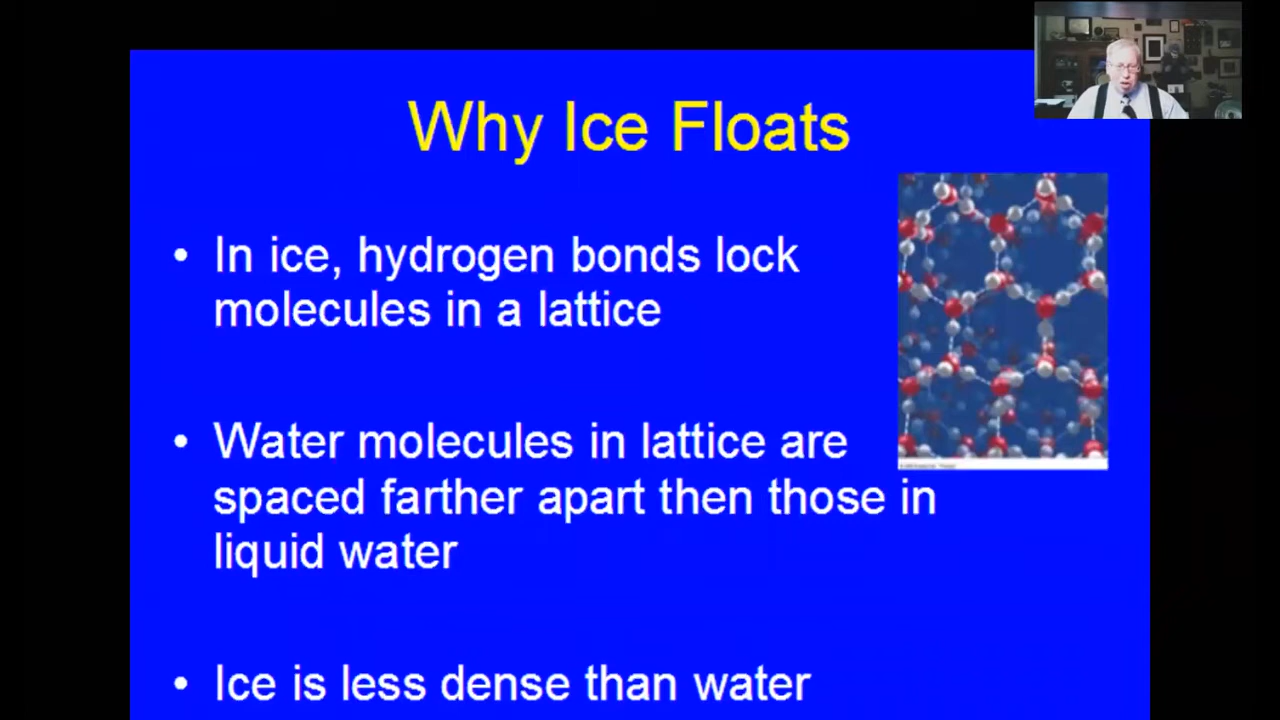 Why Ice Floats
• In ice, hydrogen bonds lock
molecules in a lattice
• Water molecules in lattice are
spaced farther apart then those in
liquid water
• Ice is less dense than water